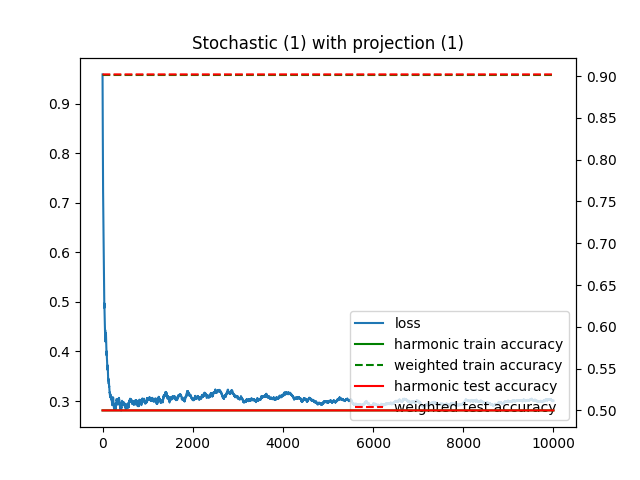 Stochastic (1) with projection (1)
0.9
0.8
0.7
0.6
0.5
0.4
0.3
0.90
0.85
0.80
0.75
0.70
0.65
0.60
0.55
0.50
loss
harmonic train accuracy
weighted train accuracy
harmonic test accuracy
weighted test accuracy
0 2000 4000 6000 8000 10000